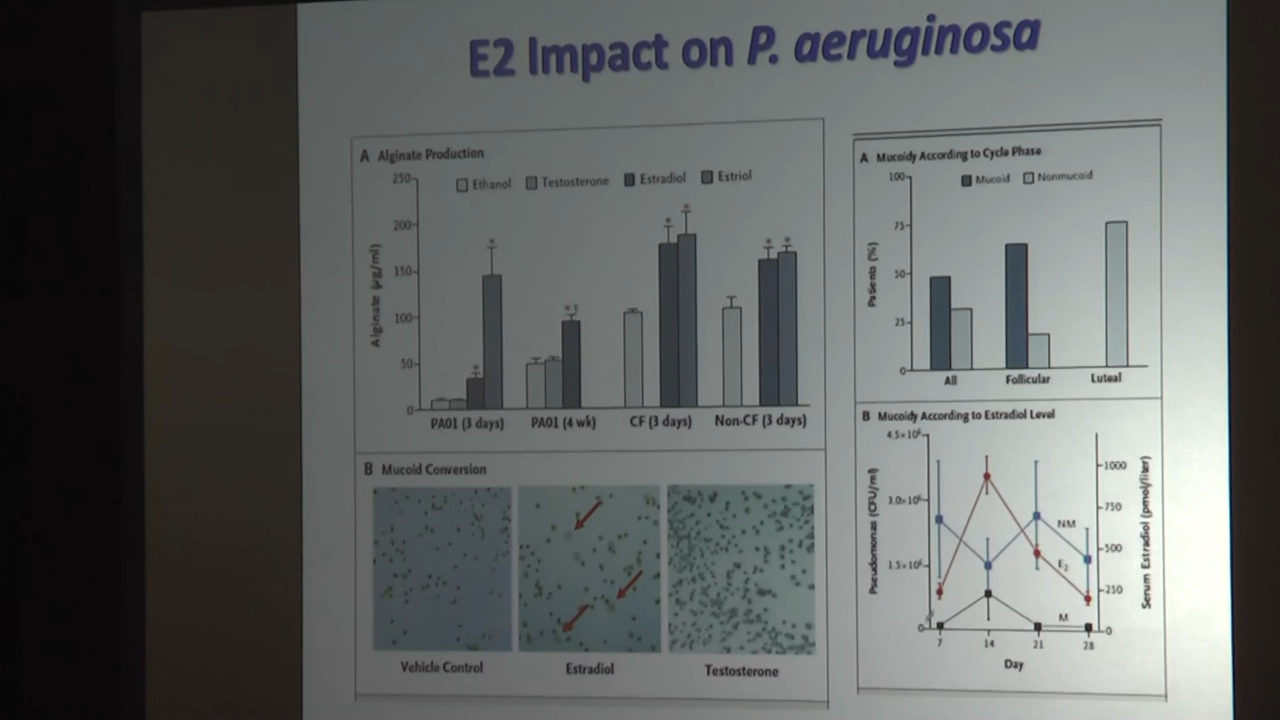 E2 Impact on P. aeruginosa
A Alginate Production
Ethanol Testosterone Estradiol Estriol
Alginate (μg/ml)
250
200
150
100
50
0
* *
*†
* *
* *
PA01 (3 days) PA01 (4 wk) CF (3 days) Non-CF (3 days)
B Mucoid Conversion
Vehicle Control Estradiol Testosterone
A Mucoidy According to Cycle Phase
Mucoid Nonmucoid
Patients (%)
100
75
50
25
0
All Follicular Luteal
B Mucoidy According to Estradiol Level
Pseudomonas (CFU/ml)
4.5×10⁶
3.0×10⁶
1.5×10⁶
0
NM
E₂
M
1000
750
500
250
0
Serum Estradiol (pmol/liter)
7 14 21 28
Day